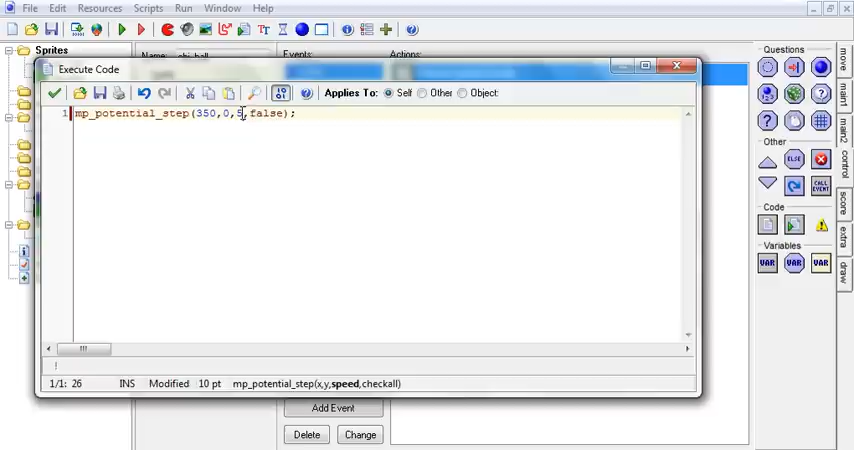 File Edit Resources Scripts Run Window Help
Sprites
Name: obj_ball
Events:
Actions:
Execute Code
Applies To: Self Other Object:
1 mp_potential_step(350,0,5,false);
1/1: 26 INS Modified 10 pt mp_potential_step(x,y,speed,checkall)
Add Event
Delete Change
Questions
Other
ELSE
CALL EVENT
Code
Variables
VAR VAR VAR
move
main1
main2
control
score
extra
draw